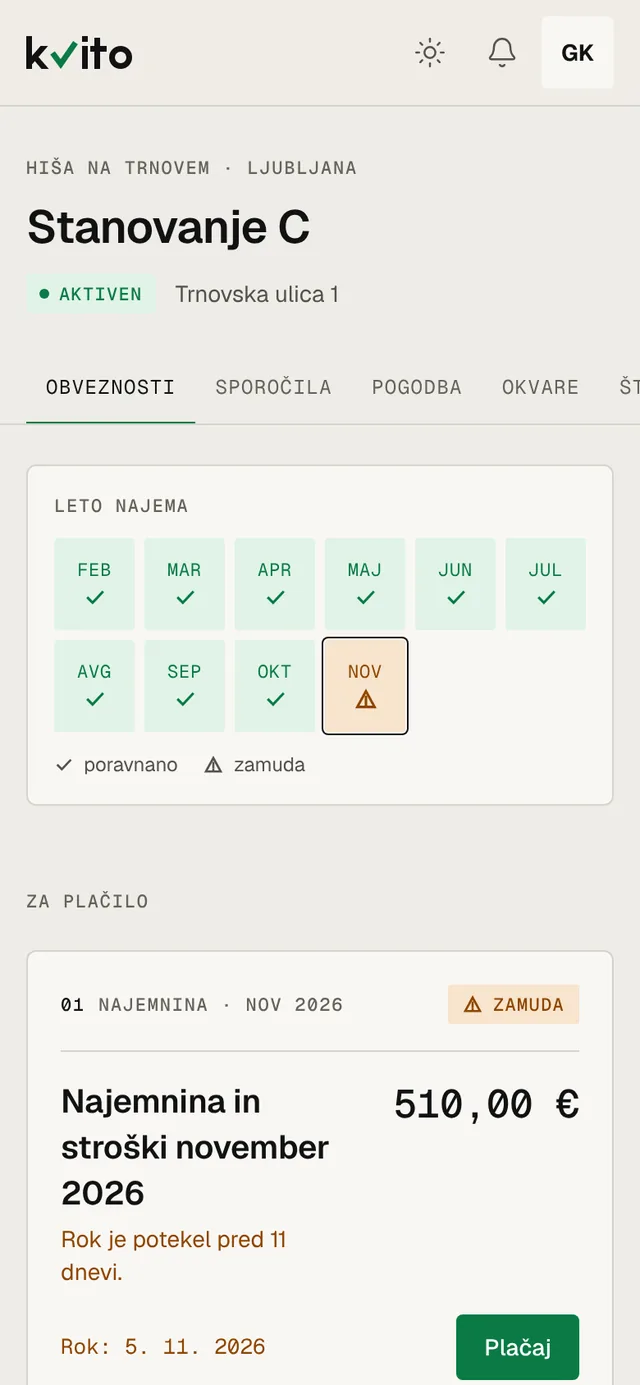 kvito
GK
HIŠA NA TRNOVEM · LJUBLJANA
Stanovanje C
AKTIVEN
Trnovska ulica 1
OBVEZNOSTI SPOROČILA POGODBA OKVARE ŠT
LETO NAJEMA
FEB MAR APR MAJ JUN JUL
AVG SEP OKT NOV
poravnano zamuda
ZA PLAČILO
01 NAJEMNINA · NOV 2026 ZAMUDA
Najemnina in 510,00 €
stroški november
2026
Rok je potekel pred 11
dnevi.
Rok: 5. 11. 2026 Plačaj